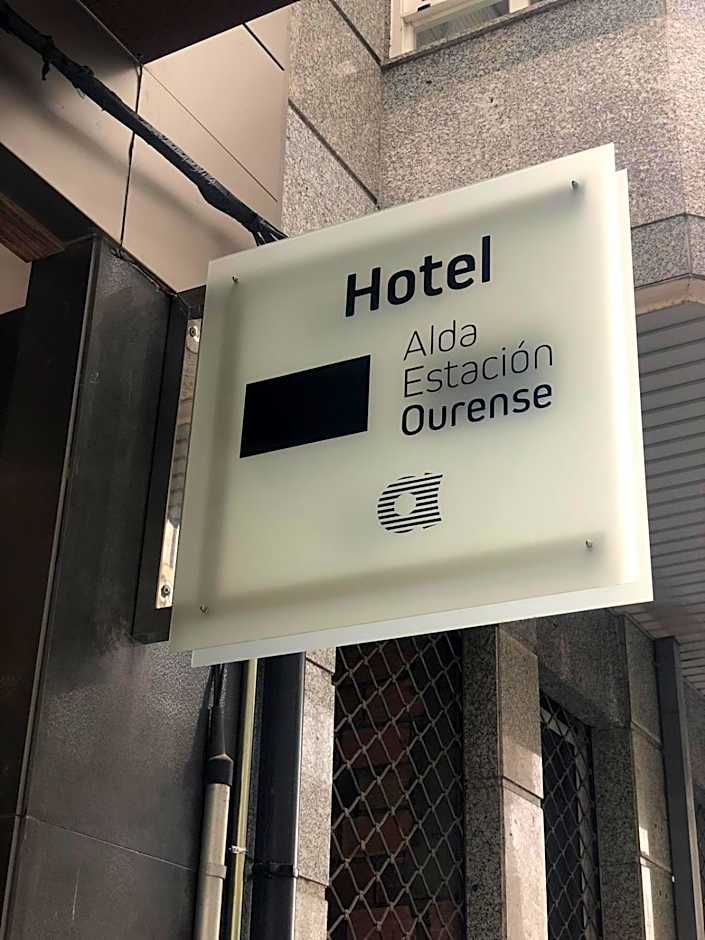 Hotel
Alda
Estación
Ourense